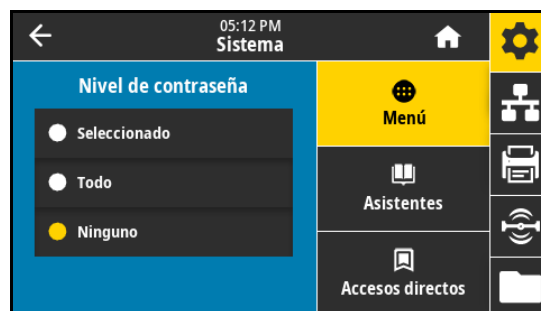 05:12 PM
Sistema
Nivel de contraseña
Seleccionado
Todo
Ninguno
Menú
Asistentes
Accesos directos